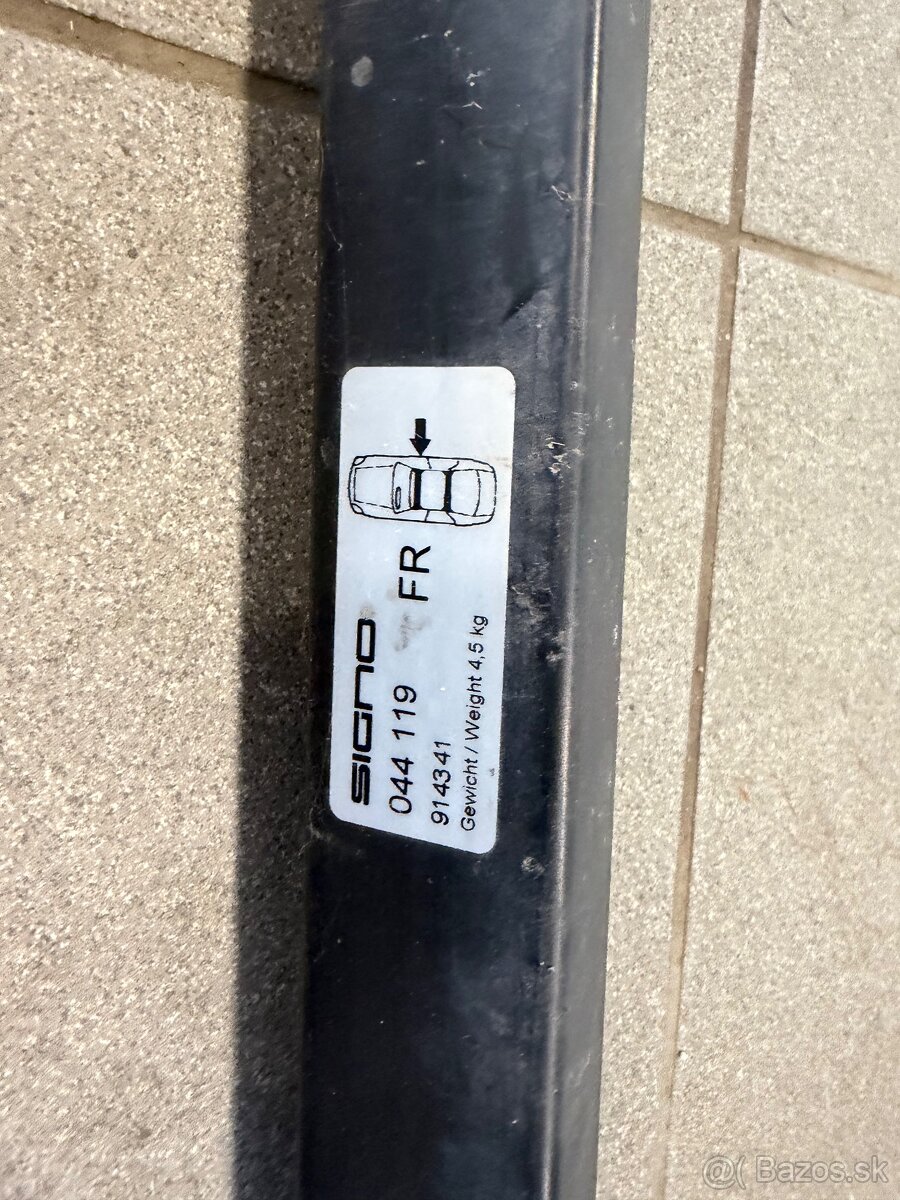 SIGNO
044 119 FR
914341
Gewicht / Weight 4,5 kg
@( Bazos.sk